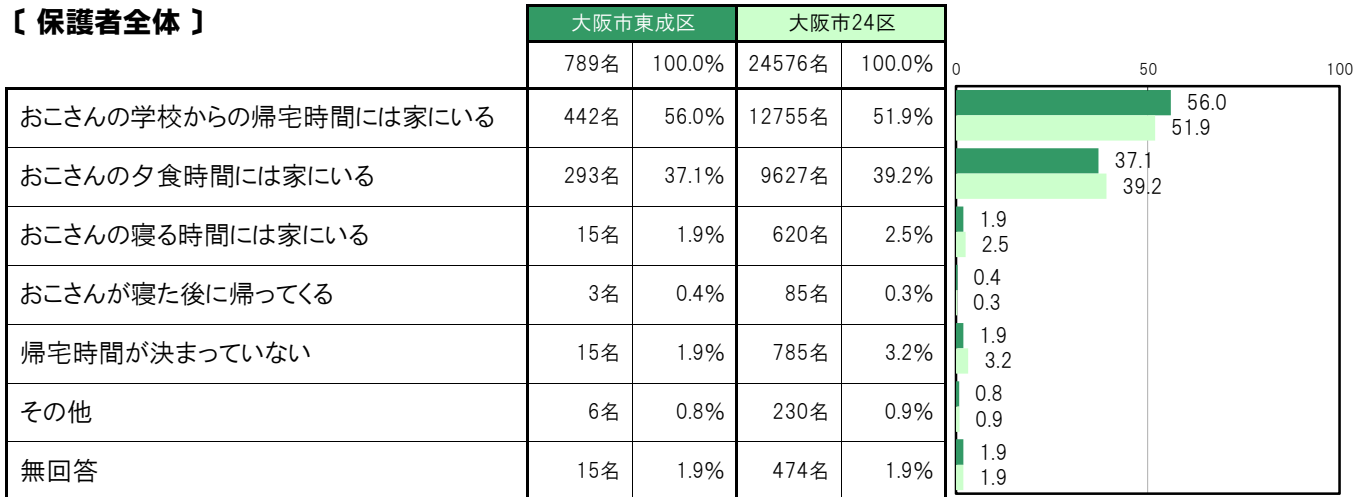 〔 保護者全体 〕
大阪市東成区 大阪市24区
789名 100.0% 24576名 100.0%
0 50 100
おこさんの学校からの帰宅時間には家にいる 442名 56.0% 12755名 51.9%
56.0
51.9
おこさんの夕食時間には家にいる 293名 37.1% 9627名 39.2%
37.1
39.2
おこさんの寝る時間には家にいる 15名 1.9% 620名 2.5%
1.9
2.5
おこさんが寝た後に帰ってくる 3名 0.4% 85名 0.3%
0.4
0.3
帰宅時間が決まっていない 15名 1.9% 785名 3.2%
1.9
3.2
その他 6名 0.8% 230名 0.9%
0.8
0.9
無回答 15名 1.9% 474名 1.9%
1.9
1.9